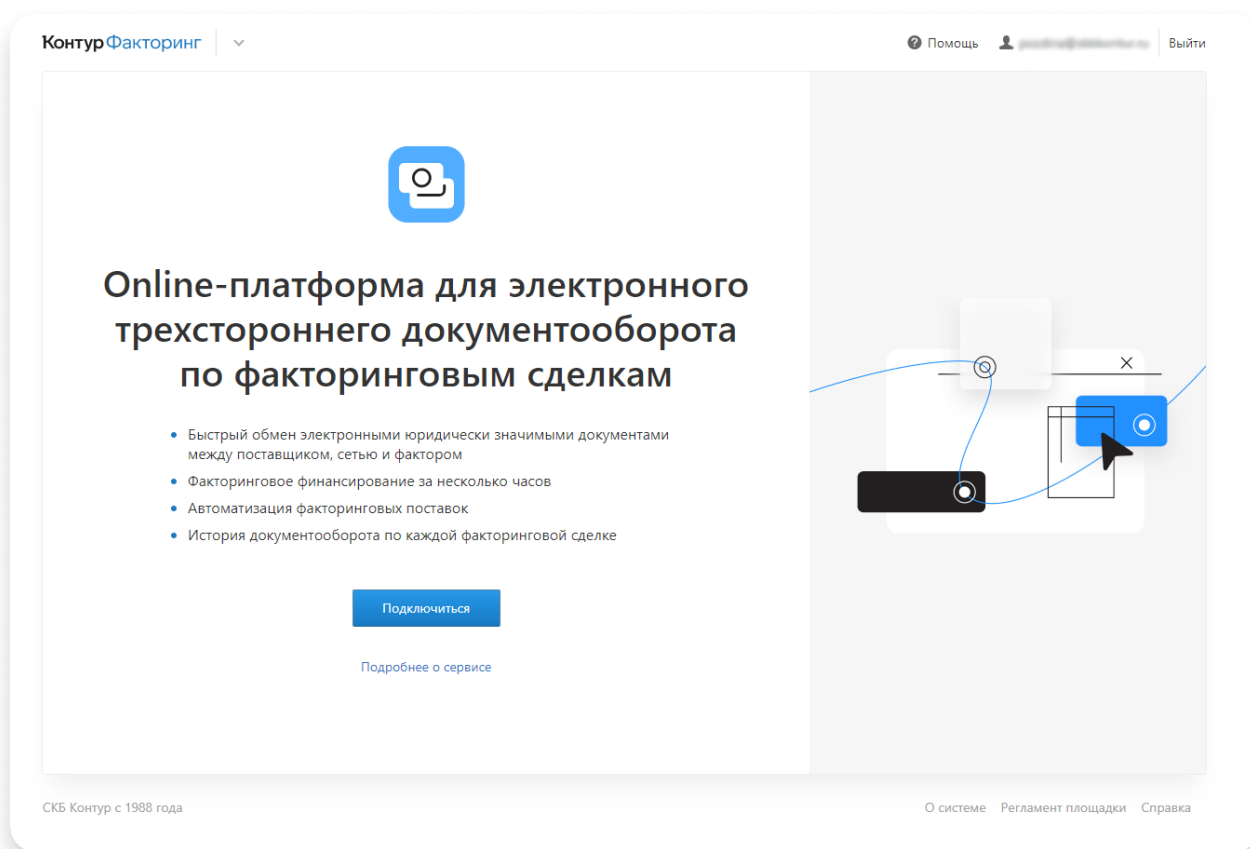 Контур Факторинг
Помощь
Выйти
Online-платформа для электронного
трехстороннего документооборота
по факторинговым сделкам
Быстрый обмен электронными юридически значимыми документами
между поставщиком, сетью и фактором
Факторинговое финансирование за несколько часов
Автоматизация факторинговых поставок
История документооборота по каждой факторинговой сделке
Подключиться
Подробнее о сервисе
СКБ Контур с 1988 года
О системе Регламент площадки Справка